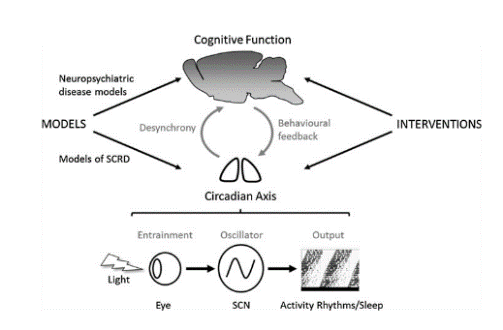 Cognitive Function
Neuropsychiatric
disease models
MODELS
Desynchrony
Behavioural
feedback
INTERVENTIONS
Models of SCRD
Circadian Axis
Entrainment
Oscillator
Output
Light
Eye
SCN
Activity Rhythms/Sleep